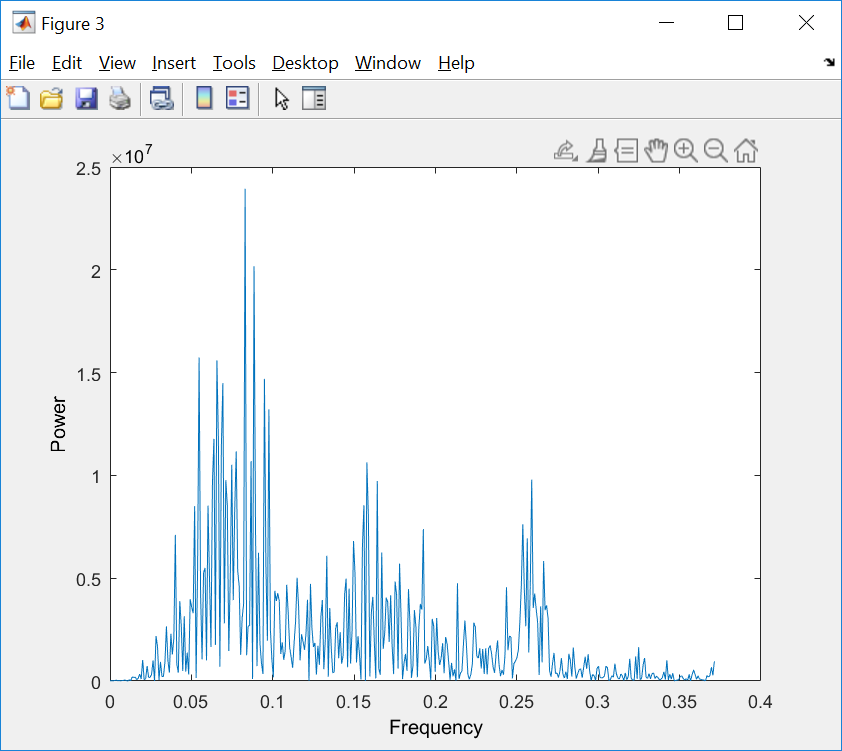 Figure 3
File Edit View Insert Tools Desktop Window Help
×10⁷
2.5
2
1.5
1
0.5
0
Power
0 0.05 0.1 0.15 0.2 0.25 0.3 0.35 0.4
Frequency